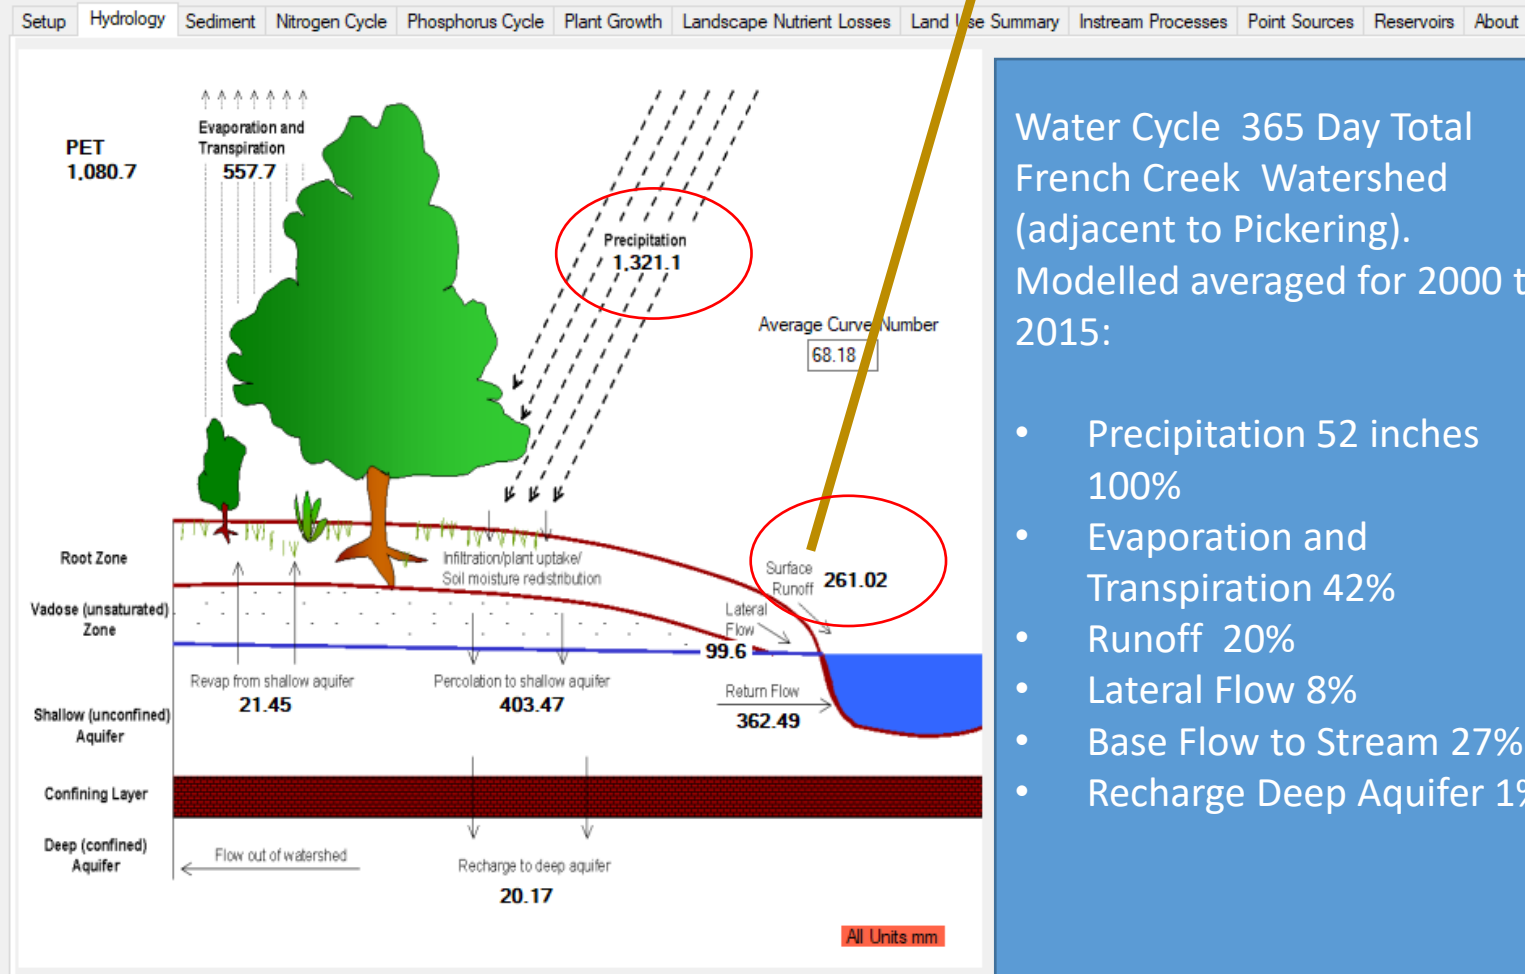 Setup Hydrology Sediment Nitrogen Cycle Phosphorus Cycle Plant Growth Landscape Nutrient Losses Land Use Summary Instream Processes Point Sources Reservoirs About
PET
1,080.7
Evaporation and
Transpiration
557.7
Precipitation
1,321.1
Average Curve Number
68.18
Root Zone
Infiltration/plant uptake/
Soil moisture redistribution
Surface
Runoff
261.02
Vadose (unsaturated)
Zone
Lateral
Flow
99.6
Revap from shallow aquifer
21.45
Percolation to shallow aquifer
403.47
Return Flow
362.49
Shallow (unconfined)
Aquifer
Confining Layer
Deep (confined)
Aquifer
Flow out of watershed
Recharge to deep aquifer
20.17
All Units mm
Water Cycle 365 Day Total
French Creek Watershed
(adjacent to Pickering).
Modelled averaged for 2000 t
2015:
• Precipitation 52 inches
100%
• Evaporation and
Transpiration 42%
• Runoff 20%
• Lateral Flow 8%
• Base Flow to Stream 27%
• Recharge Deep Aquifer 1%